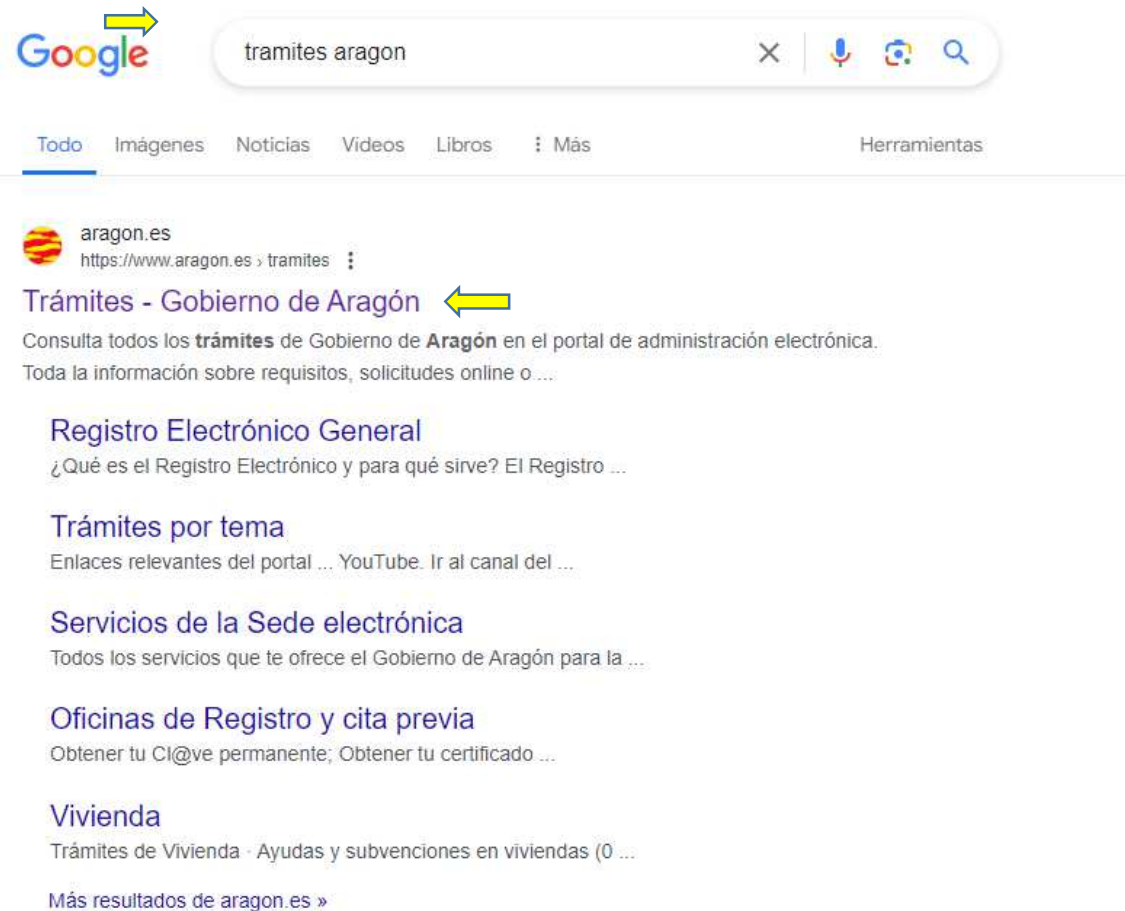 Google
tramites aragon
Todo Imágenes Noticias Videos Libros Más Herramientas
aragon.es
https://www.aragon.es › tramites
Trámites - Gobierno de Aragón
Consulta todos los trámites de Gobierno de Aragón en el portal de administración electrónica.
Toda la información sobre requisitos, solicitudes online o ...
Registro Electrónico General
¿Qué es el Registro Electrónico y para qué sirve? El Registro ...
Trámites por tema
Enlaces relevantes del portal ... YouTube. Ir al canal del ...
Servicios de la Sede electrónica
Todos los servicios que te ofrece el Gobierno de Aragón para la ...
Oficinas de Registro y cita previa
Obtener tu Cl@ve permanente; Obtener tu certificado ...
Vivienda
Trámites de Vivienda · Ayudas y subvenciones en viviendas (0 ...
Más resultados de aragon.es »